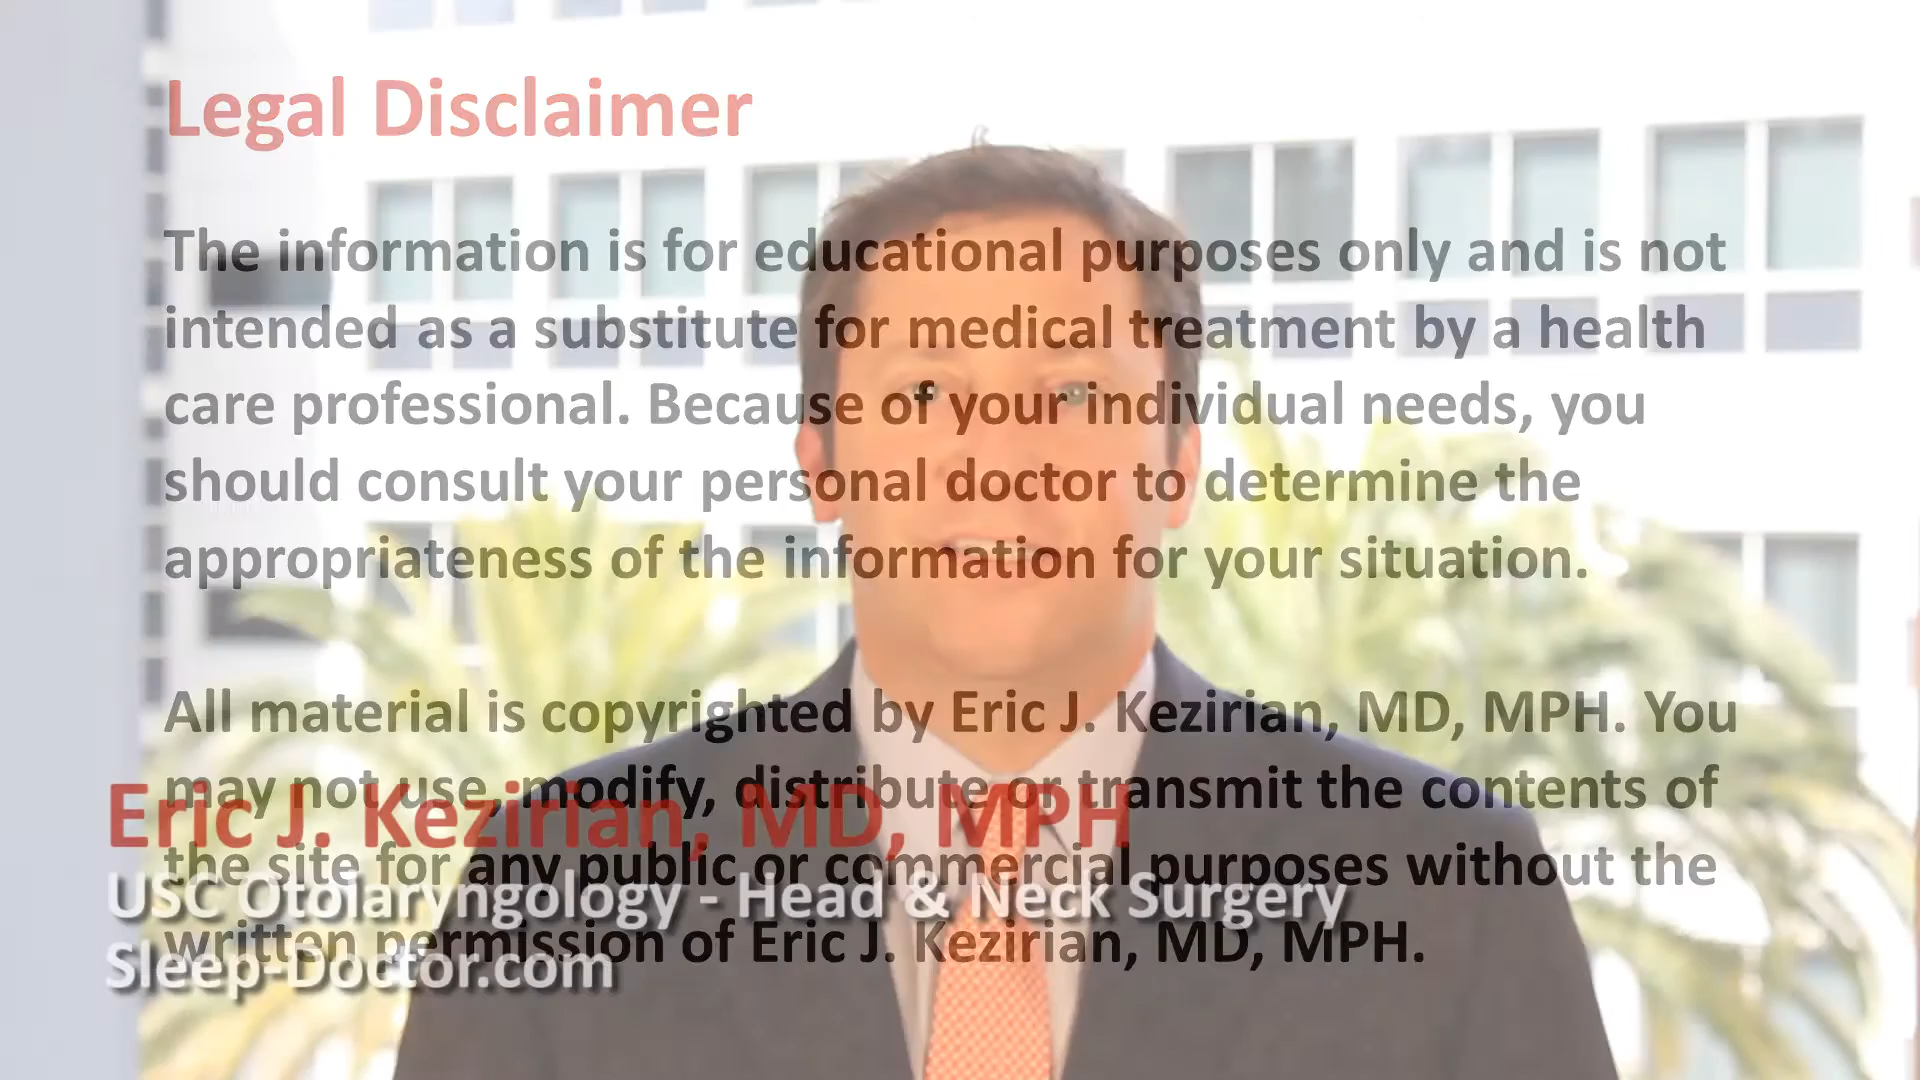 Legal Disclaimer
The information is for educational purposes only and is not
intended as a substitute for medical treatment by a health
care professional. Because of your individual needs, you
should consult your personal doctor to determine the
appropriateness of the information for your situation.
All material is copyrighted by Eric J. Kezirian, MD, MPH. You
may not use, modify, distribute or transmit the contents of
the site for any public or commercial purposes without the
written permission of Eric J. Kezirian, MD, MPH.
Eric J. Kezirian, MD, MPH
USC Otolaryngology - Head & Neck Surgery
Sleep-Doctor.com